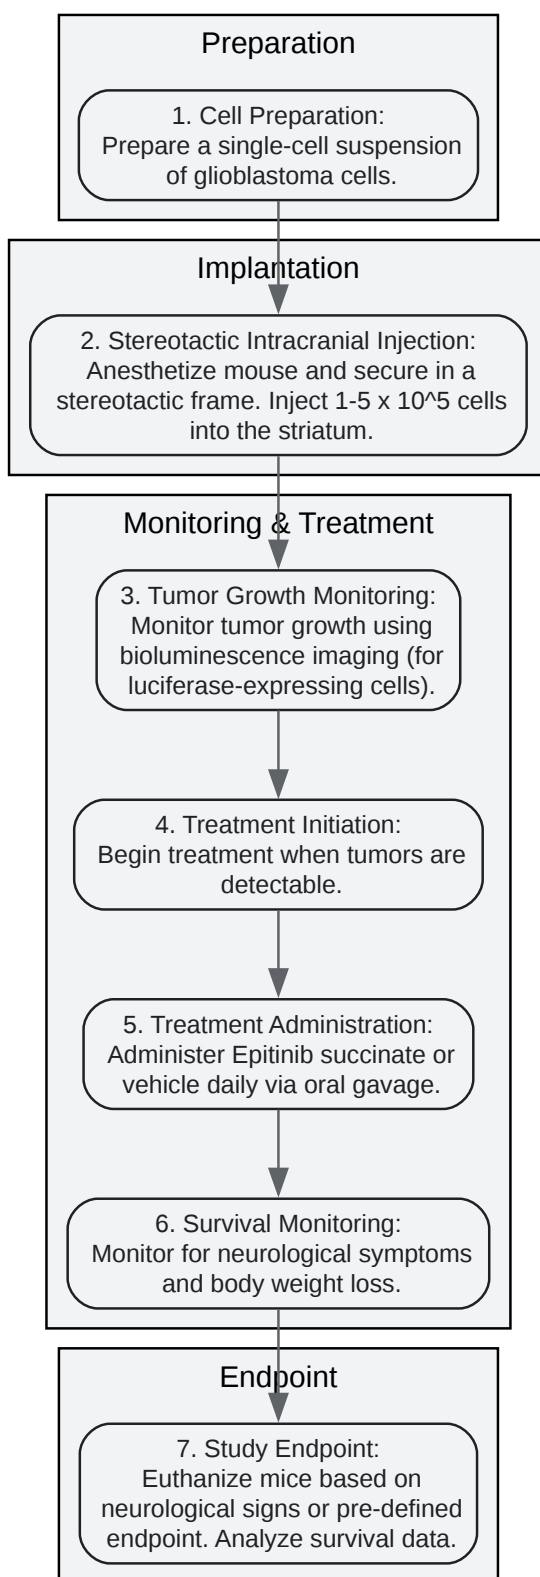 Preparation
1. Cell Preparation:
Prepare a single-cell suspension
of glioblastoma cells.
Implantation
2. Stereotactic Intracranial Injection:
Anesthetize mouse and secure in a
stereotactic frame. Inject 1-5 x 10^5 cells
into the striatum.
Monitoring & Treatment
3. Tumor Growth Monitoring:
Monitor tumor growth using
bioluminescence imaging (for
luciferase-expressing cells).
4. Treatment Initiation:
Begin treatment when tumors are
detectable.
5. Treatment Administration:
Administer Epitinib succinate or
vehicle daily via oral gavage.
6. Survival Monitoring:
Monitor for neurological symptoms
and body weight loss.
Endpoint
7. Study Endpoint:
Euthanize mice based on
neurological signs or pre-defined
endpoint. Analyze survival data.